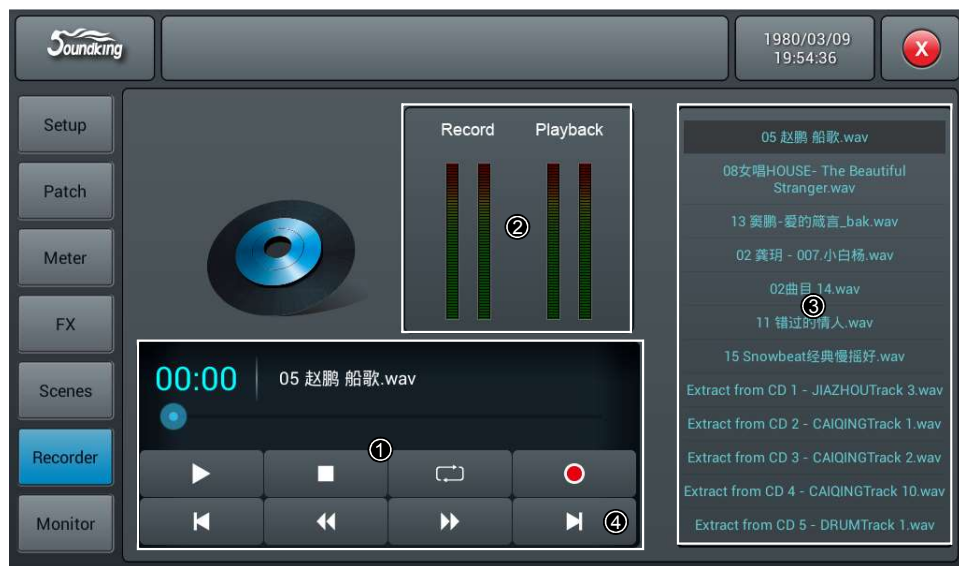 Soundking
1980/03/09
19:54:36
X
Setup
Patch
Meter
FX
Scenes
Recorder
Monitor
Record Playback
②
00:00 05 赵鹏 船歌.wav
①
④
05 赵鹏 船歌.wav
08女唱HOUSE- The Beautiful
Stranger.wav
13 窦鹏-爱的箴言_bak.wav
02 龚玥 - 007.小白杨.wav
02曲目 14.wav
③
11 错过的情人.wav
15 Snowbeat经典慢摇好.wav
Extract from CD 1 - JIAZHOUTrack 3.wav
Extract from CD 2 - CAIQINGTrack 1.wav
Extract from CD 3 - CAIQINGTrack 2.wav
Extract from CD 4 - CAIQINGTrack 10.wav
Extract from CD 5 - DRUMTrack 1.wav